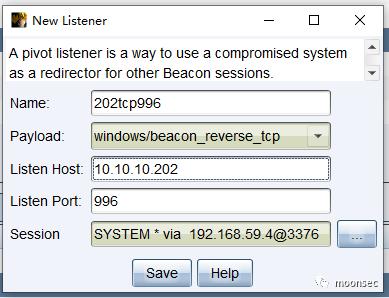 New Listener
A pivot listener is a way to use a compromised system
as a redirector for other Beacon sessions.
Name: 202tcp996
Payload: windows/beacon_reverse_tcp
Listen Host: 10.10.10.202
Listen Port: 996
Session SYSTEM * via 192.168.59.4@3376 ...
Save Help
moonsec